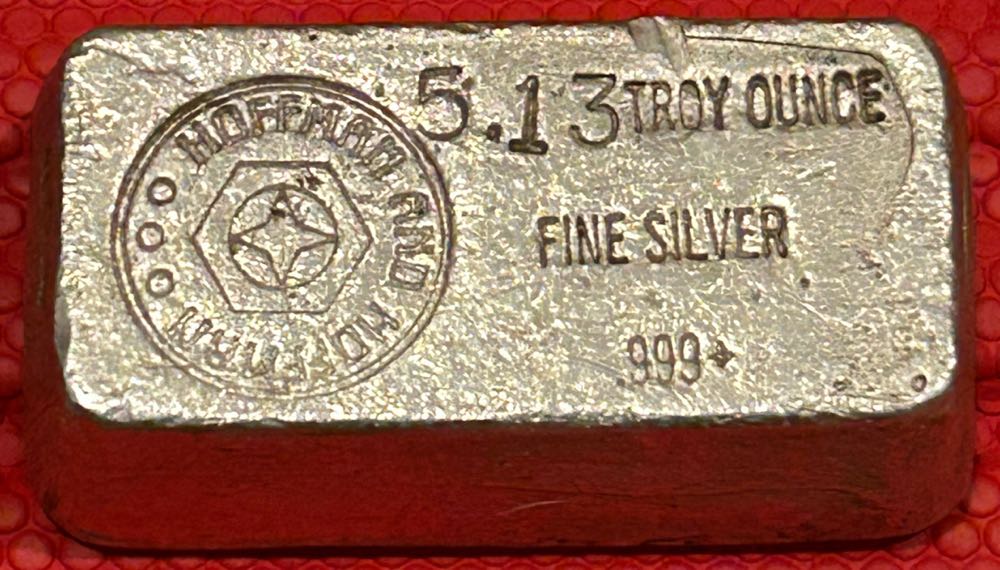 HOFFMAN AND HOFFMAN
5.13 TROY OUNCE
FINE SILVER
.999+